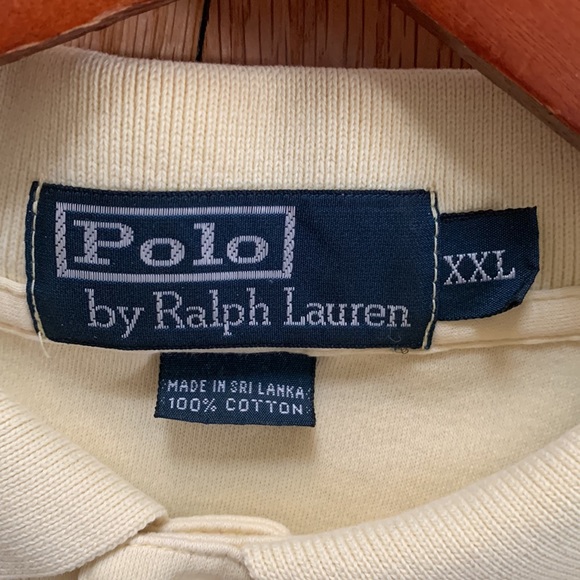 Polo
by Ralph Lauren
XXL
MADE IN SRI LANKA
100% COTTON